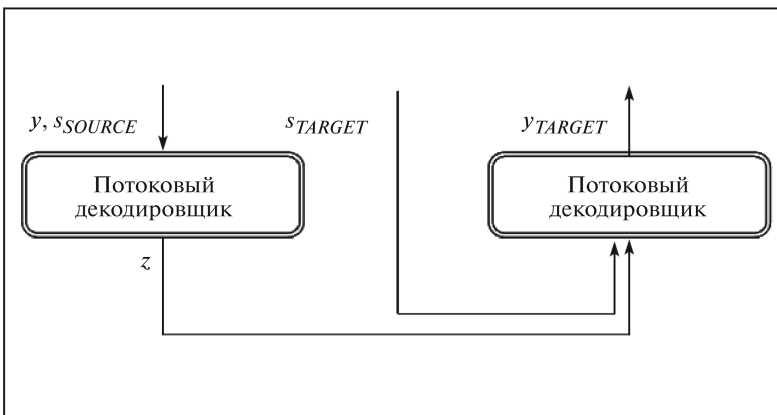 y, s_SOURCE
s_TARGET
y_TARGET
Потоковый
декодировщик
Потоковый
декодировщик
z